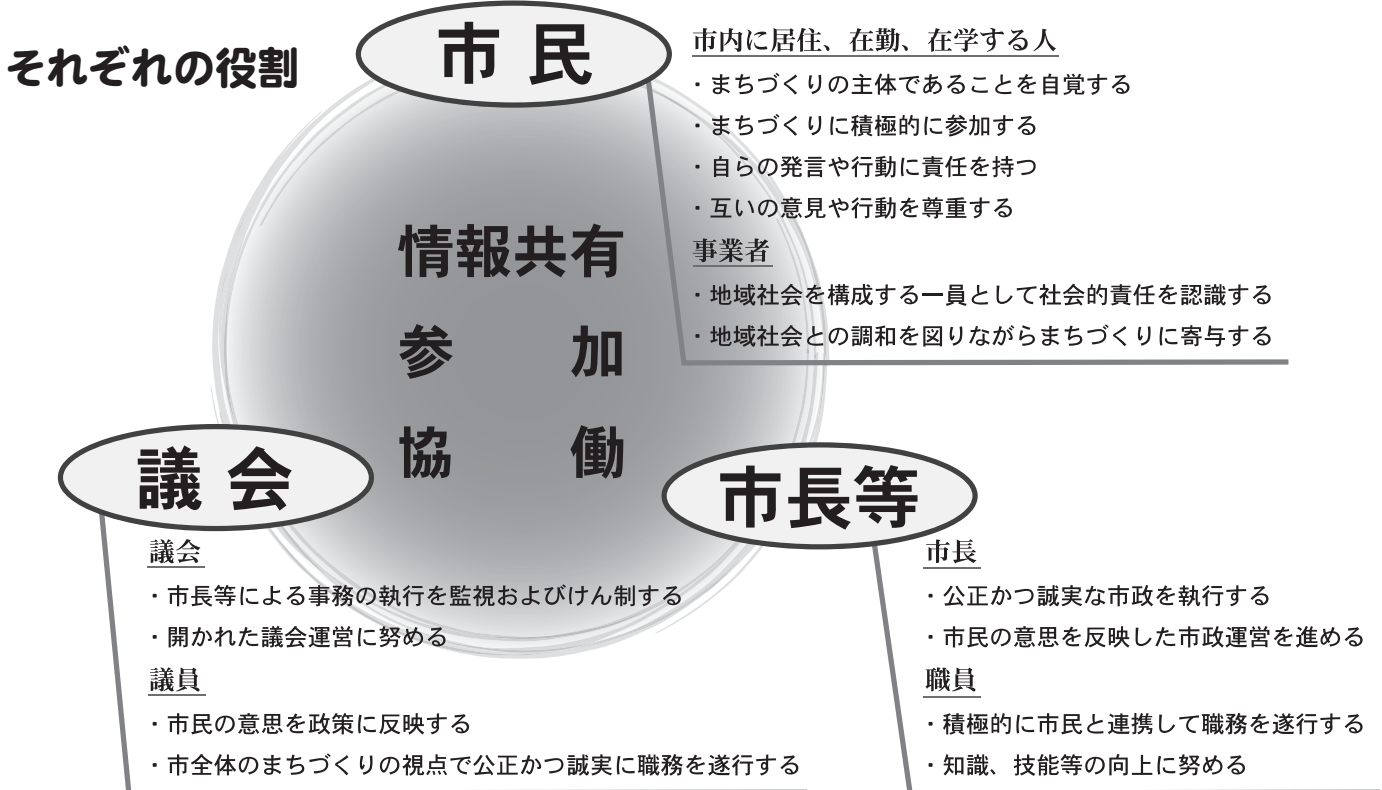 それぞれの役割
市民
市内に居住、在勤、在学する人
・まちづくりの主体であることを自覚する
・まちづくりに積極的に参加する
・自らの発言や行動に責任を持つ
・互いの意見や行動を尊重する
事業者
・地域社会を構成する一員として社会的責任を認識する
・地域社会との調和を図りながらまちづくりに寄与する
情報共有
参加
協働
議会
議会
・市長等による事務の執行を監視およびけん制する
・開かれた議会運営に努める
議員
・市民の意思を政策に反映する
・市全体のまちづくりの視点で公正かつ誠実に職務を遂行する
市長等
市長
・公正かつ誠実な市政を執行する
・市民の意思を反映した市政運営を進める
職員
・積極的に市民と連携して職務を遂行する
・知識、技能等の向上に努める